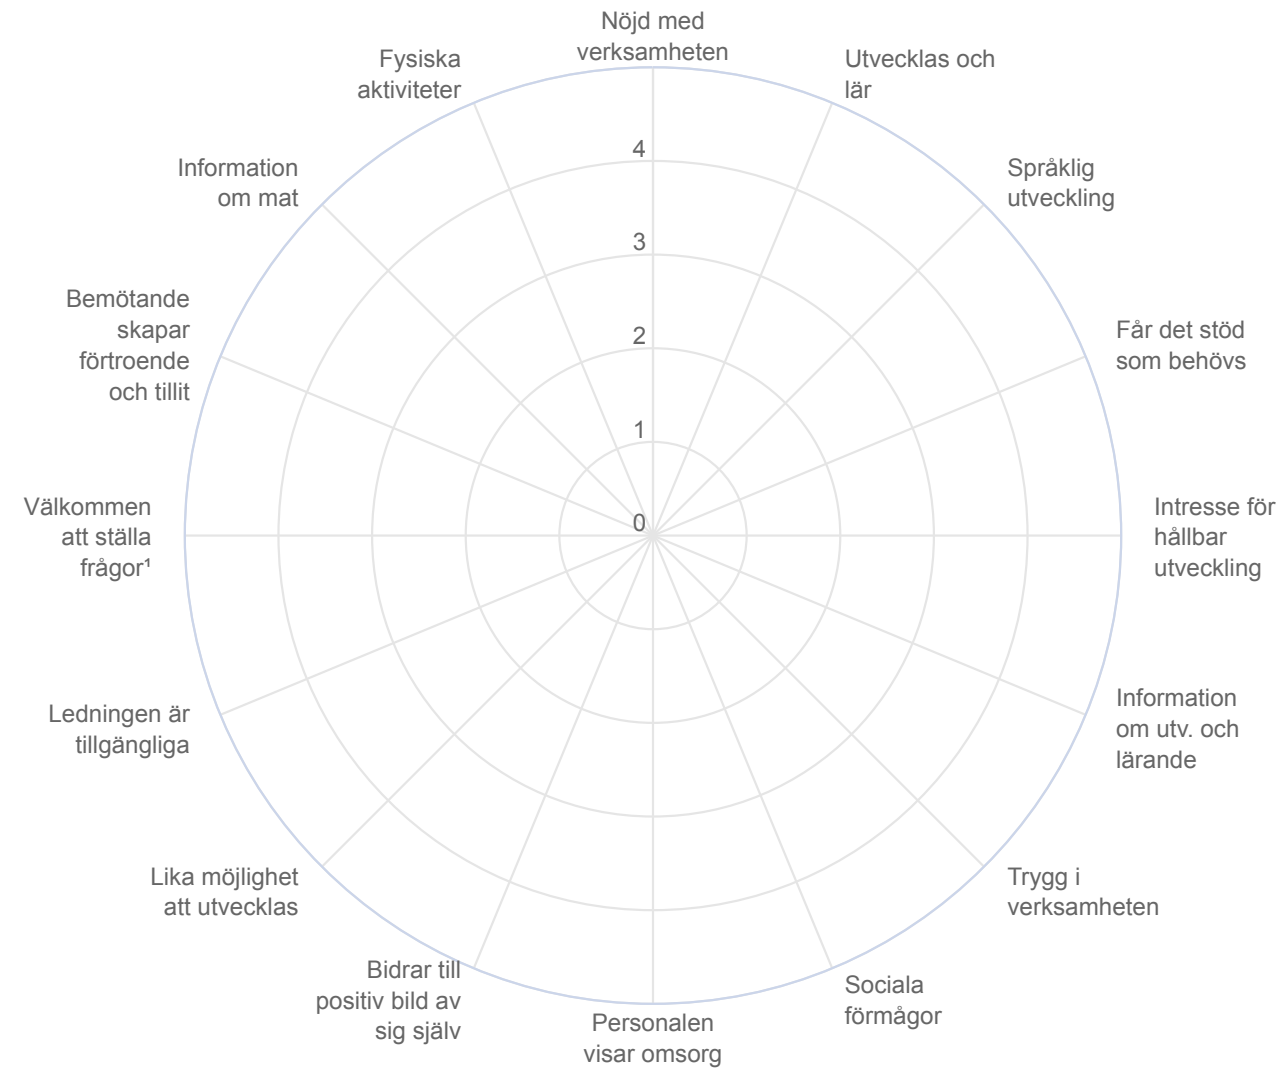 Nöjd med
verksamheten
Utvecklas och
lär
Språklig
utveckling
Får det stöd
som behövs
Intresse för
hållbar
utveckling
Information
om utv. och
lärande
Trygg i
verksamheten
Sociala
förmågor
Personalen
visar omsorg
Bidrar till
positiv bild av
sig själv
Lika möjlighet
att utvecklas
Ledningen är
tillgängliga
Välkommen
att ställa
frågor¹
Bemötande
skapar
förtroende
och tillit
Information
om mat
Fysiska
aktiviteter
4
3
2
1
0